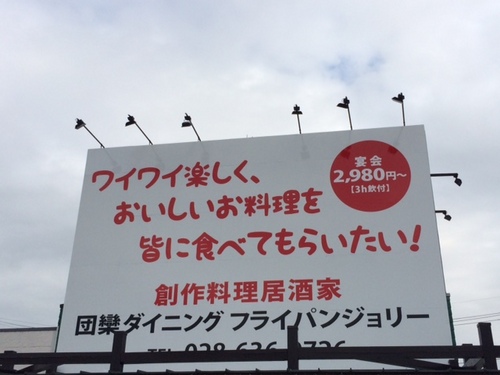 ワイワイ楽しく、
おいしいお料理を
皆に食べてもらいたい!
宴会
2,980円〜
【3h飲付】
創作料理居酒家
団欒ダイニング フライパンジョリー
TEL 028-636-